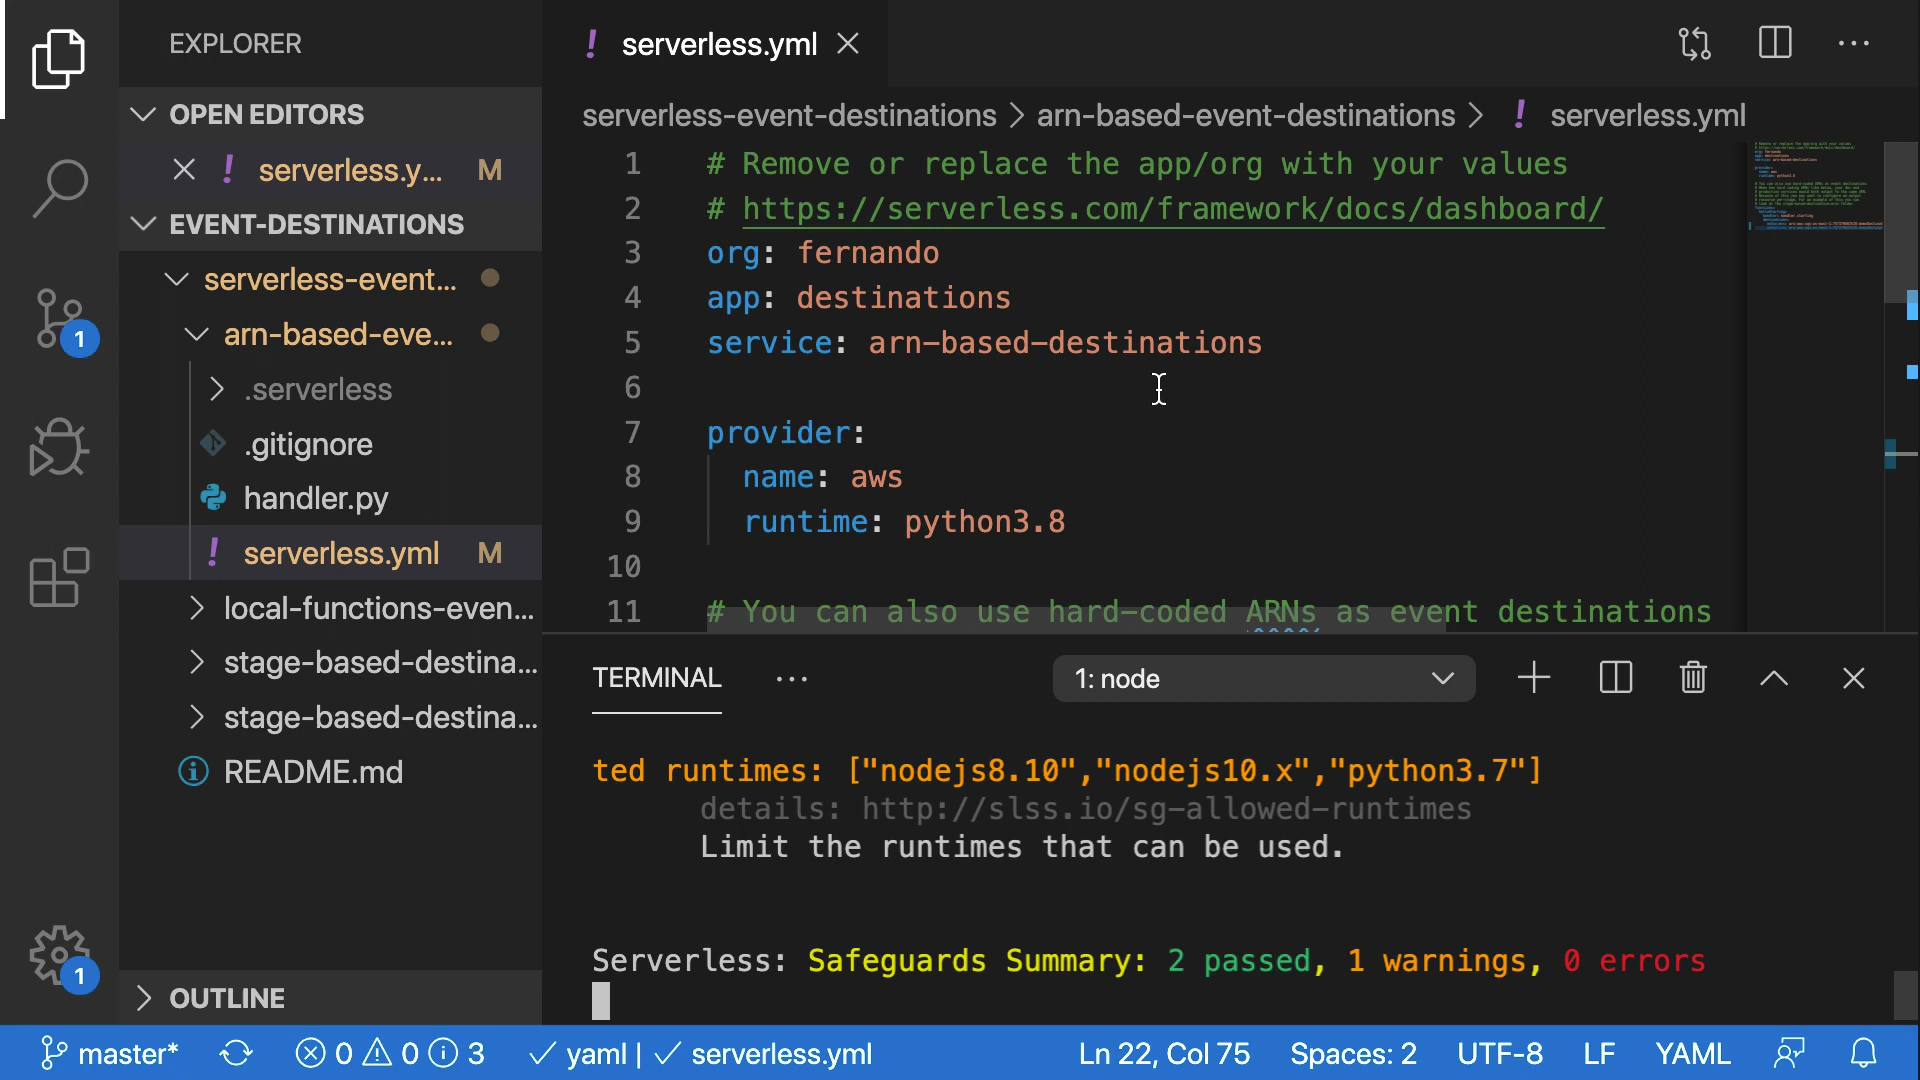 EXPLORER
OPEN EDITORS
serverless.y... M
EVENT-DESTINATIONS
serverless-event...
arn-based-eve...
.serverless
.gitignore
handler.py
serverless.yml M
local-functions-even...
stage-based-destina...
stage-based-destina...
README.md
OUTLINE
1
1
serverless.yml
serverless-event-destinations > arn-based-event-destinations > ! serverless.yml
1 # Remove or replace the app/org with your values
2 # https://serverless.com/framework/docs/dashboard/
3 org: fernando
4 app: destinations
5 service: arn-based-destinations
6
7 provider:
8 name: aws
9 runtime: python3.8
10
11 # You can also use hard-coded ARNs as event destinations
TERMINAL ... 1: node
ted runtimes: ["nodejs8.10","nodejs10.x","python3.7"]
details: http://slss.io/sg-allowed-runtimes
Limit the runtimes that can be used.
Serverless: Safeguards Summary: 2 passed, 1 warnings, 0 errors
master* 0 0 3 yaml | serverless.yml Ln 22, Col 75 Spaces: 2 UTF-8 LF YAML